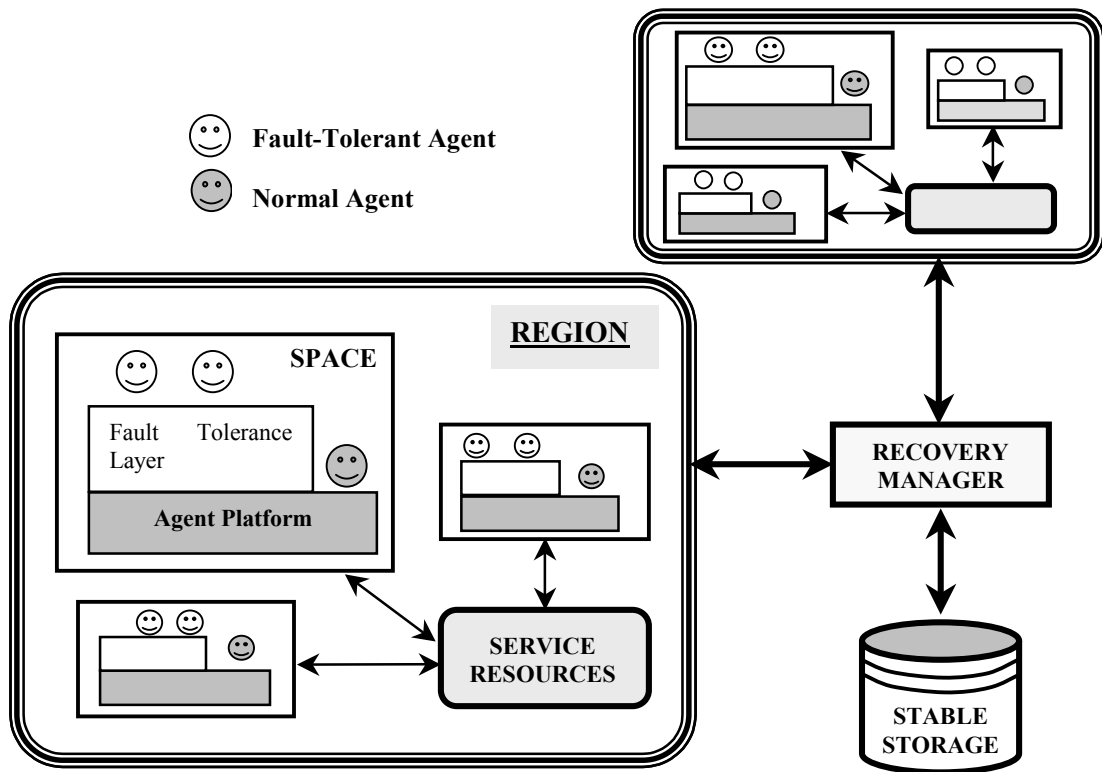 Fault-Tolerant Agent
Normal Agent
REGION
SPACE
Fault Tolerance
Layer
Agent Platform
SERVICE
RESOURCES
RECOVERY
MANAGER
STABLE
STORAGE